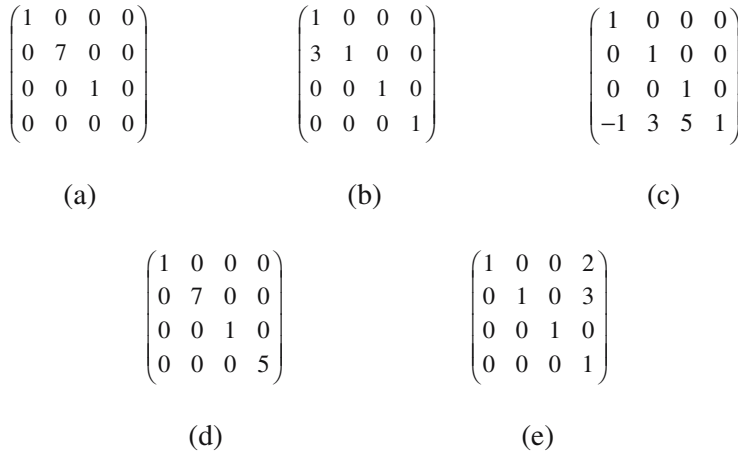 1 0 0 0 1 0 0 0 1 0 0 0
0 7 0 0 3 1 0 0 0 1 0 0
0 0 1 0 0 0 1 0 0 0 1 0
0 0 0 0 0 0 0 1 −1 3 5 1
(a) (b) (c)
1 0 0 0 1 0 0 2
0 7 0 0 0 1 0 3
0 0 1 0 0 0 1 0
0 0 0 5 0 0 0 1
(d) (e)